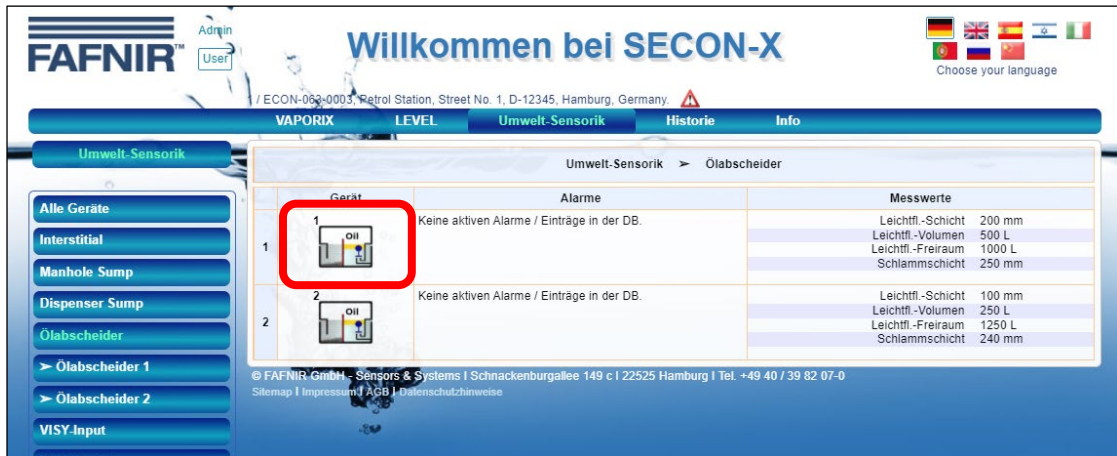 FAFNIR™
Admin
User
Willkommen bei SECON-X
Choose your language
/ ECON-063-0003, Petrol Station, Street No. 1, D-12345, Hamburg, Germany.
VAPORIX LEVEL Umwelt-Sensorik Historie Info
Umwelt-Sensorik
Alle Geräte
Interstitial
Manhole Sump
Dispenser Sump
Ölabscheider
➢ Ölabscheider 1
➢ Ölabscheider 2
VISY-Input
Umwelt-Sensorik ➢ Ölabscheider
Gerät Alarme Messwerte
1
1
Oil
Keine aktiven Alarme / Einträge in der DB.
Leichtfl.-Schicht 200 mm
Leichtfl.-Volumen 500 L
Leichtfl.-Freiraum 1000 L
Schlammschicht 250 mm
2
2
Oil
Keine aktiven Alarme / Einträge in der DB.
Leichtfl.-Schicht 100 mm
Leichtfl.-Volumen 250 L
Leichtfl.-Freiraum 1250 L
Schlammschicht 240 mm
© FAFNIR GmbH - Sensors & Systems I Schnackenburgallee 149 c I 22525 Hamburg I Tel. +49 40 / 39 82 07-0
Sitemap I Impressum I AGB I Datenschutzhinweise